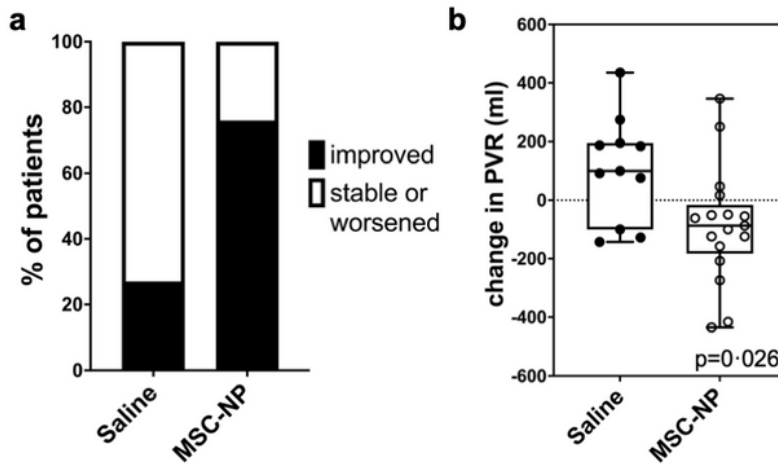 a
% of patients
100
80
60
40
20
0
Saline
MSC-NP
improved
stable or
worsened
b
change in PVR (ml)
600
400
200
0
-200
-400
-600
p=0·026
Saline
MSC-NP